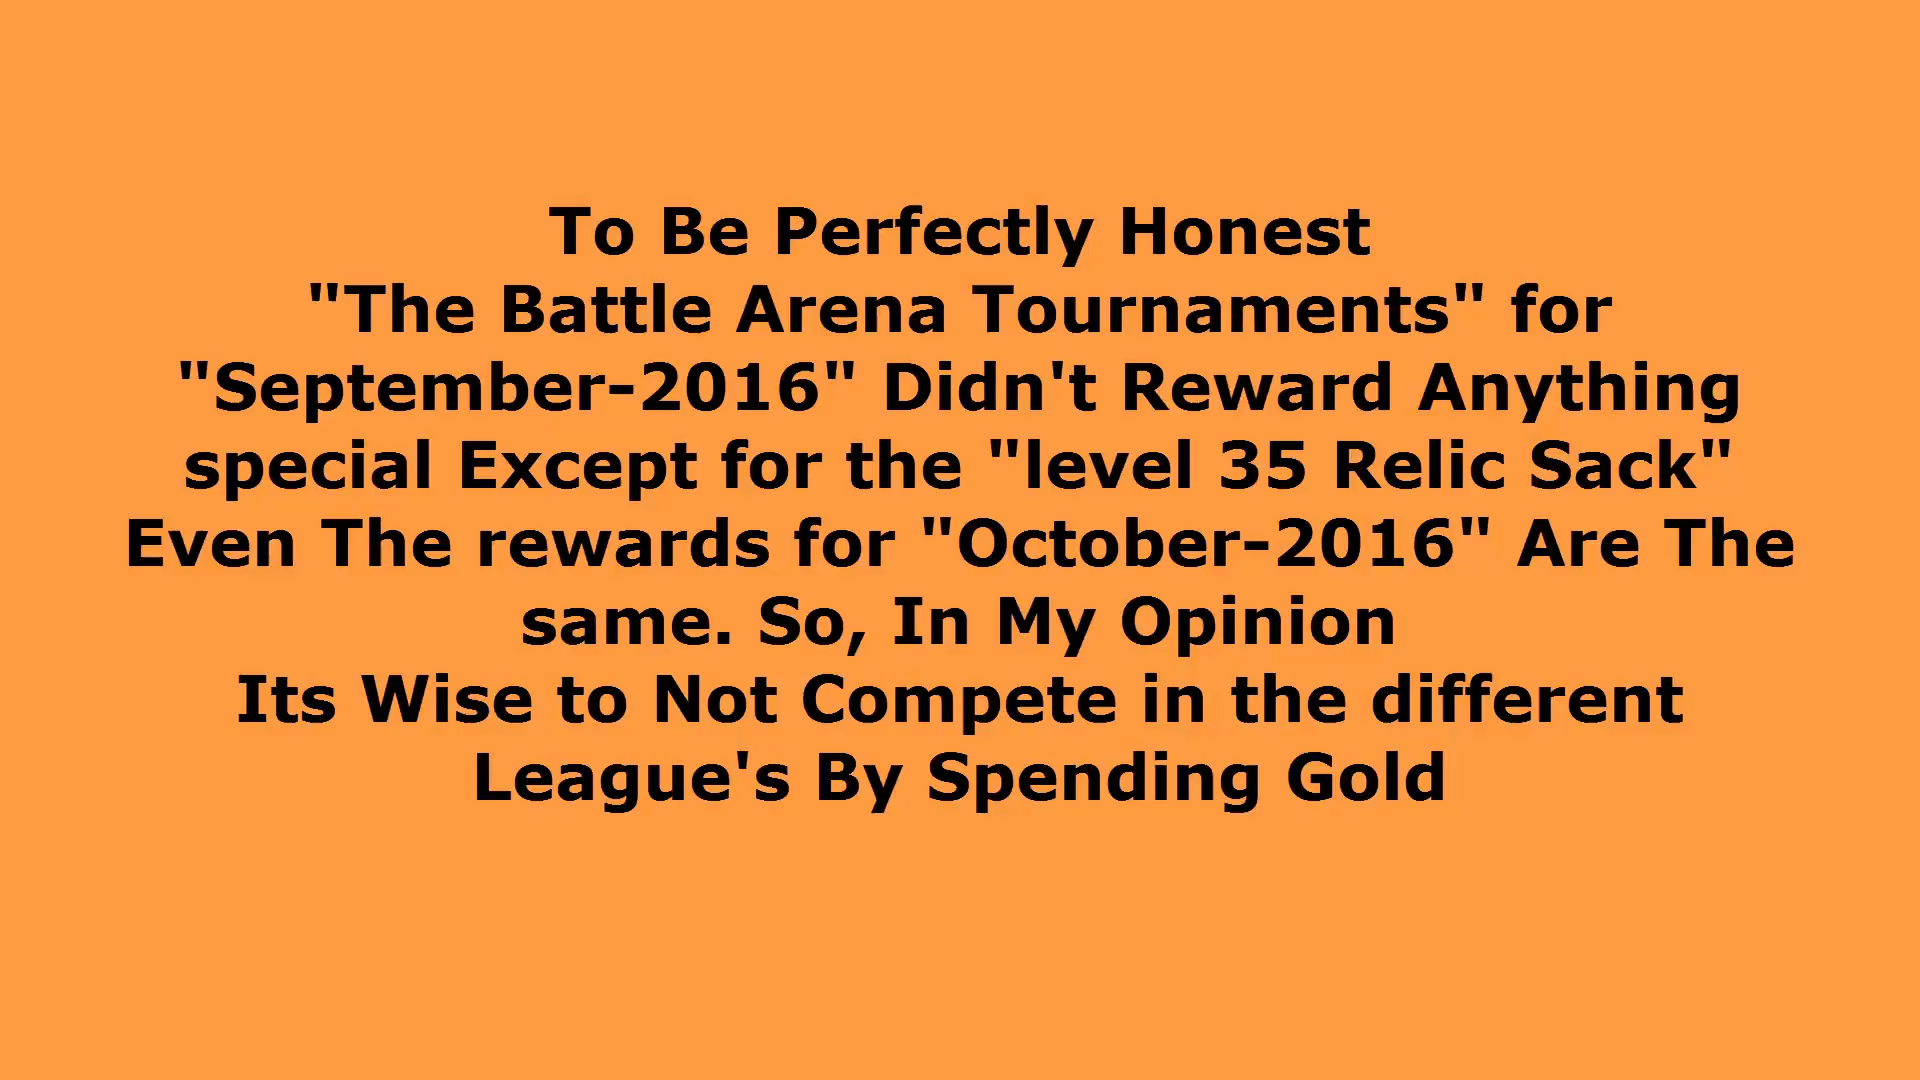 To Be Perfectly Honest
"The Battle Arena Tournaments" for
"September-2016" Didn't Reward Anything
special Except for the "level 35 Relic Sack"
Even The rewards for "October-2016" Are The
same. So, In My Opinion
Its Wise to Not Compete in the different
League's By Spending Gold